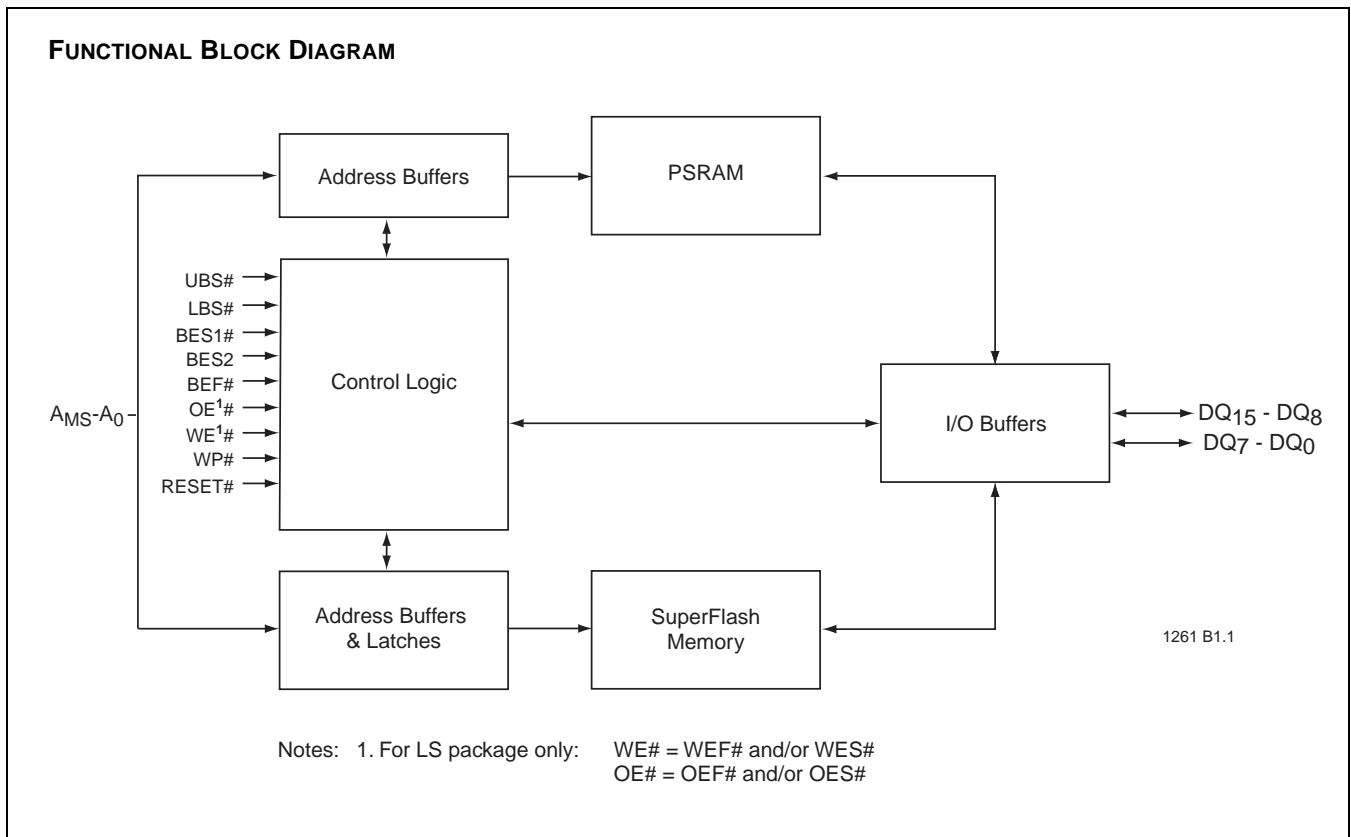 FUNCTIONAL BLOCK DIAGRAM
Address Buffers
PSRAM
UBS#
LBS#
BES1#
BES2
BEF#
OE¹#
WE¹#
WP#
RESET#
Control Logic
AMS-A0
I/O Buffers
DQ15 - DQ8
DQ7 - DQ0
Address Buffers
& Latches
SuperFlash
Memory
1261 B1.1
Notes: 1. For LS package only: WE# = WEF# and/or WES#
OE# = OEF# and/or OES#